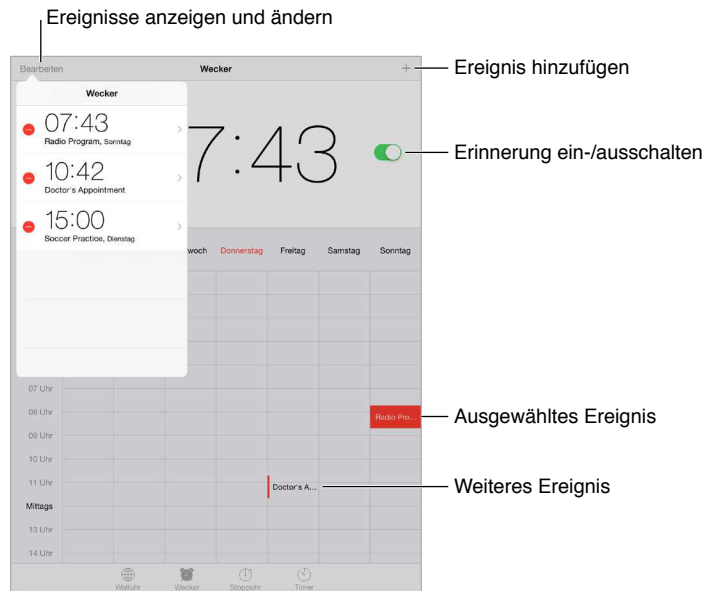 Ereignisse anzeigen und ändern
Bearbeiten
Wecker
+
Ereignis hinzufügen
Wecker
07:43
Radio Program, Sonntag
10:42
Doctor's Appointment
15:00
Soccer Practice, Dienstag
7:43
Erinnerung ein-/ausschalten
woch Donnerstag Freitag Samstag Sonntag
07 Uhr
08 Uhr
Radio Pro...
Ausgewähltes Ereignis
09 Uhr
10 Uhr
11 Uhr
Doctor's A...
Weiteres Ereignis
Mittags
13 Uhr
14 Uhr
Weltuhr Wecker Stoppuhr Timer